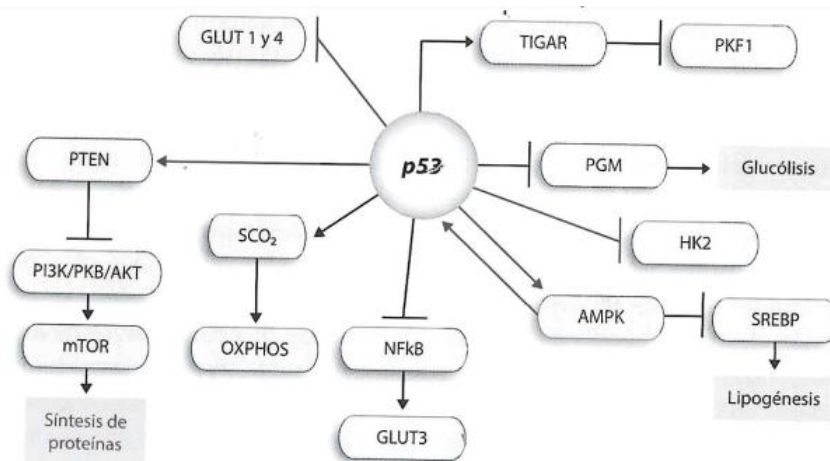 GLUT 1 y 4
TIGAR
PKF1
PTEN
p53
PGM
Glucólisis
SCO₂
HK2
PI3K/PKB/AKT
AMPK
SREBP
mTOR
OXPHOS
NFkB
Lipogénesis
Síntesis de
proteínas
GLUT3